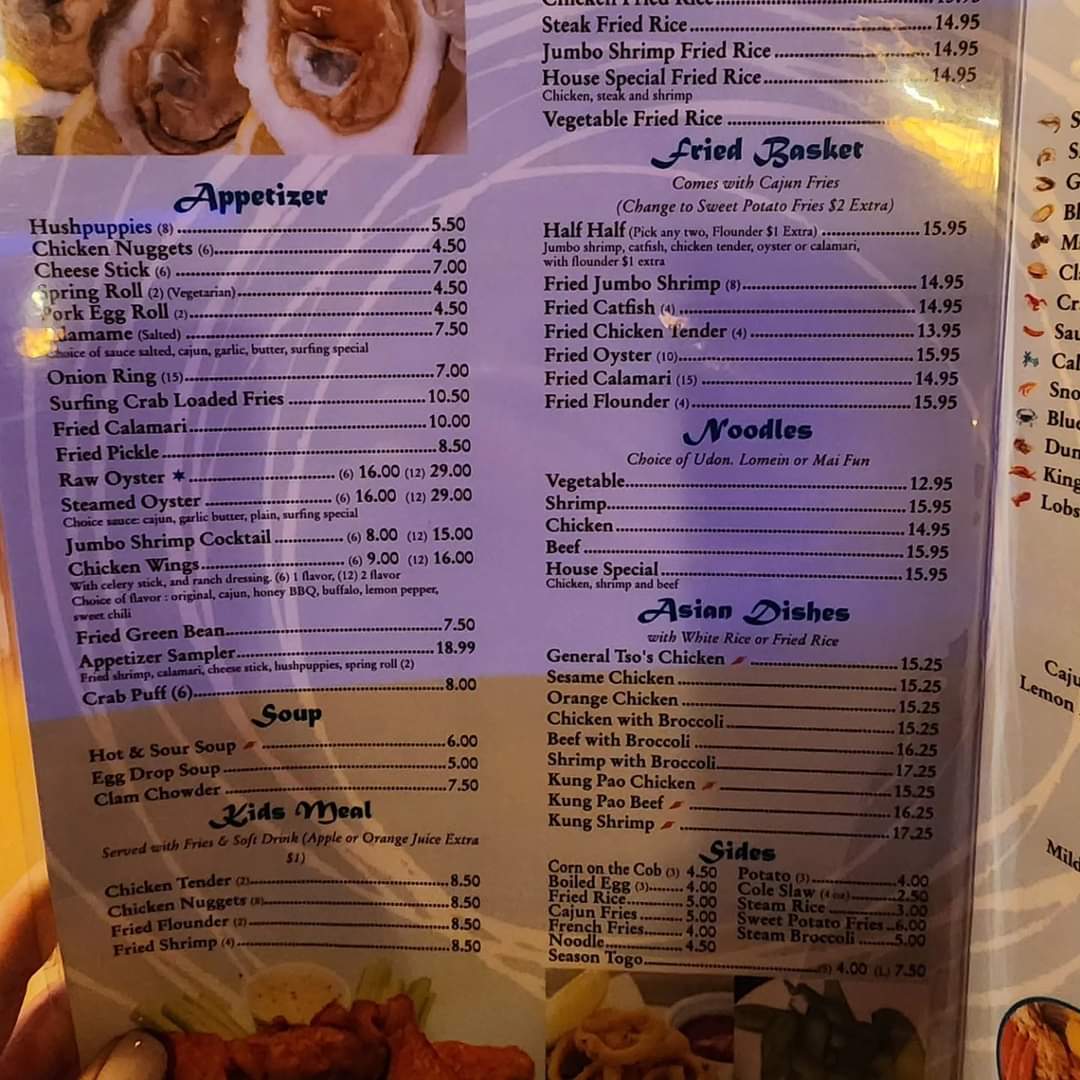 Chicken Fried Rice
Steak Fried Rice 14.95
Jumbo Shrimp Fried Rice 14.95
House Special Fried Rice 14.95
Chicken, steak and shrimp
Vegetable Fried Rice
Appetizer
Hushpuppies (8) 5.50
Chicken Nuggets (6) 4.50
Cheese Stick (6) 7.00
Spring Roll (2) (Vegetarian) 4.50
Pork Egg Roll (2) 4.50
Edamame (Salted) 7.50
Choice of sauce salted, cajun, garlic, butter, surfing special
Onion Ring (15) 7.00
Surfing Crab Loaded Fries 10.50
Fried Calamari 10.00
Fried Pickle 8.50
Raw Oyster (6) 16.00 (12) 29.00
Steamed Oyster (6) 16.00 (12) 29.00
Choice sauce: cajun, garlic butter, plain, surfing special
Jumbo Shrimp Cocktail (6) 8.00 (12) 15.00
Chicken Wings (6) 9.00 (12) 16.00
With celery stick, and ranch dressing. (6) 1 flavor, (12) 2 flavor
Choice of flavor : original, cajun, honey BBQ, buffalo, lemon pepper,
sweet chili
Fried Green Bean 7.50
Appetizer Sampler 18.99
Fried shrimp, calamari, cheese stick, hushpuppies, spring roll (2)
Crab Puff (6) 8.00
Soup
Hot & Sour Soup 6.00
Egg Drop Soup 5.00
Clam Chowder 7.50
Kids Meal
Served with Fries & Soft Drink (Apple or Orange Juice Extra
$1)
Chicken Tender (2) 8.50
Chicken Nuggets (8) 8.50
Fried Flounder (2) 8.50
Fried Shrimp (4) 8.50
Fried Basket
Comes with Cajun Fries
(Change to Sweet Potato Fries $2 Extra)
Half Half (Pick any two, Flounder $1 Extra) 15.95
Jumbo shrimp, catfish, chicken tender, oyster or calamari,
with flounder $1 extra
Fried Jumbo Shrimp (8) 14.95
Fried Catfish (4) 14.95
Fried Chicken Tender (4) 13.95
Fried Oyster (10) 15.95
Fried Calamari (15) 14.95
Fried Flounder (4) 15.95
Noodles
Choice of Udon. Lomein or Mai Fun
Vegetable 12.95
Shrimp 15.95
Chicken 14.95
Beef 15.95
House Special 15.95
Chicken, shrimp and beef
Asian Dishes
with White Rice or Fried Rice
General Tso's Chicken 15.25
Sesame Chicken 15.25
Orange Chicken 15.25
Chicken with Broccoli 15.25
Beef with Broccoli 16.25
Shrimp with Broccoli 17.25
Kung Pao Chicken 15.25
Kung Pao Beef 16.25
Kung Shrimp 17.25
Sides
Corn on the Cob (3) 4.50
Boiled Egg (3) 4.00
Fried Rice 5.00
Cajun Fries 5.00
French Fries 4.00
Noodle 4.50
Potato (3) 4.00
Cole Slaw (4 oz) 2.50
Steam Rice 3.00
Sweet Potato Fries 6.00
Steam Broccoli 5.00
Season Togo (S) 4.00 (L) 7.50
King
Lemon